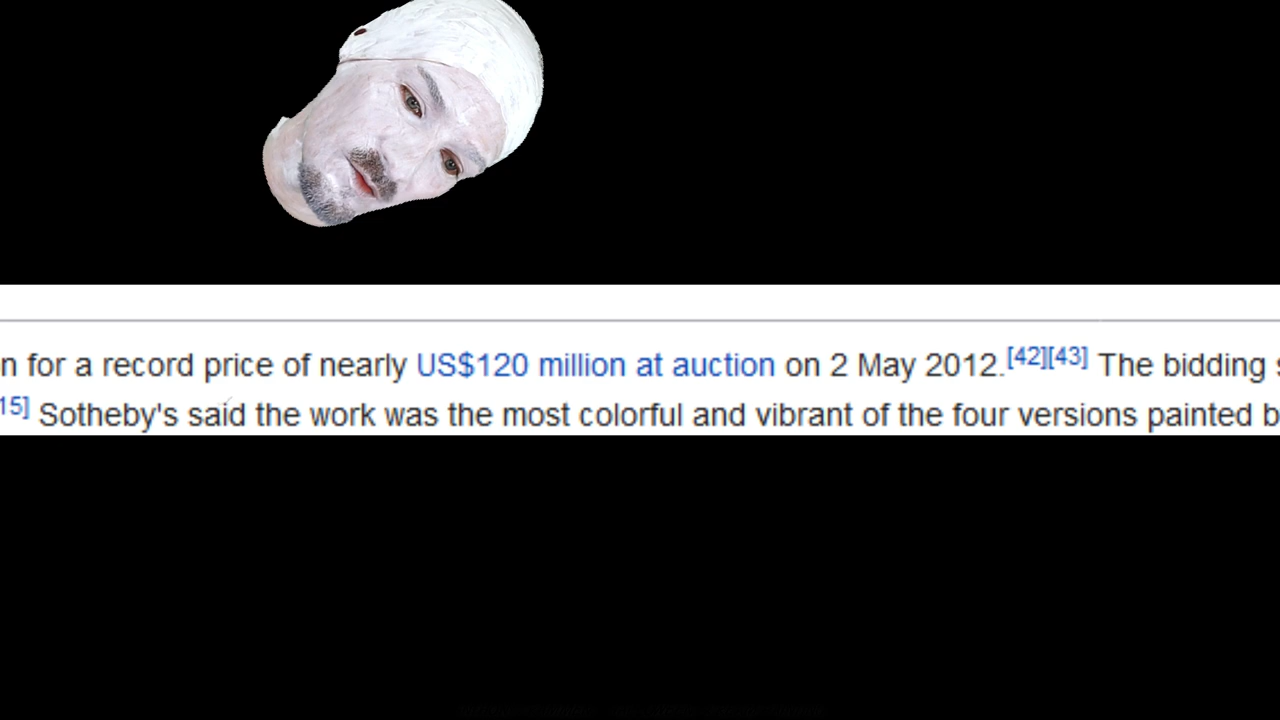 n for a record price of nearly US$120 million at auction on 2 May 2012.[42][43] The bidding s
15] Sotheby's said the work was the most colorful and vibrant of the four versions painted b